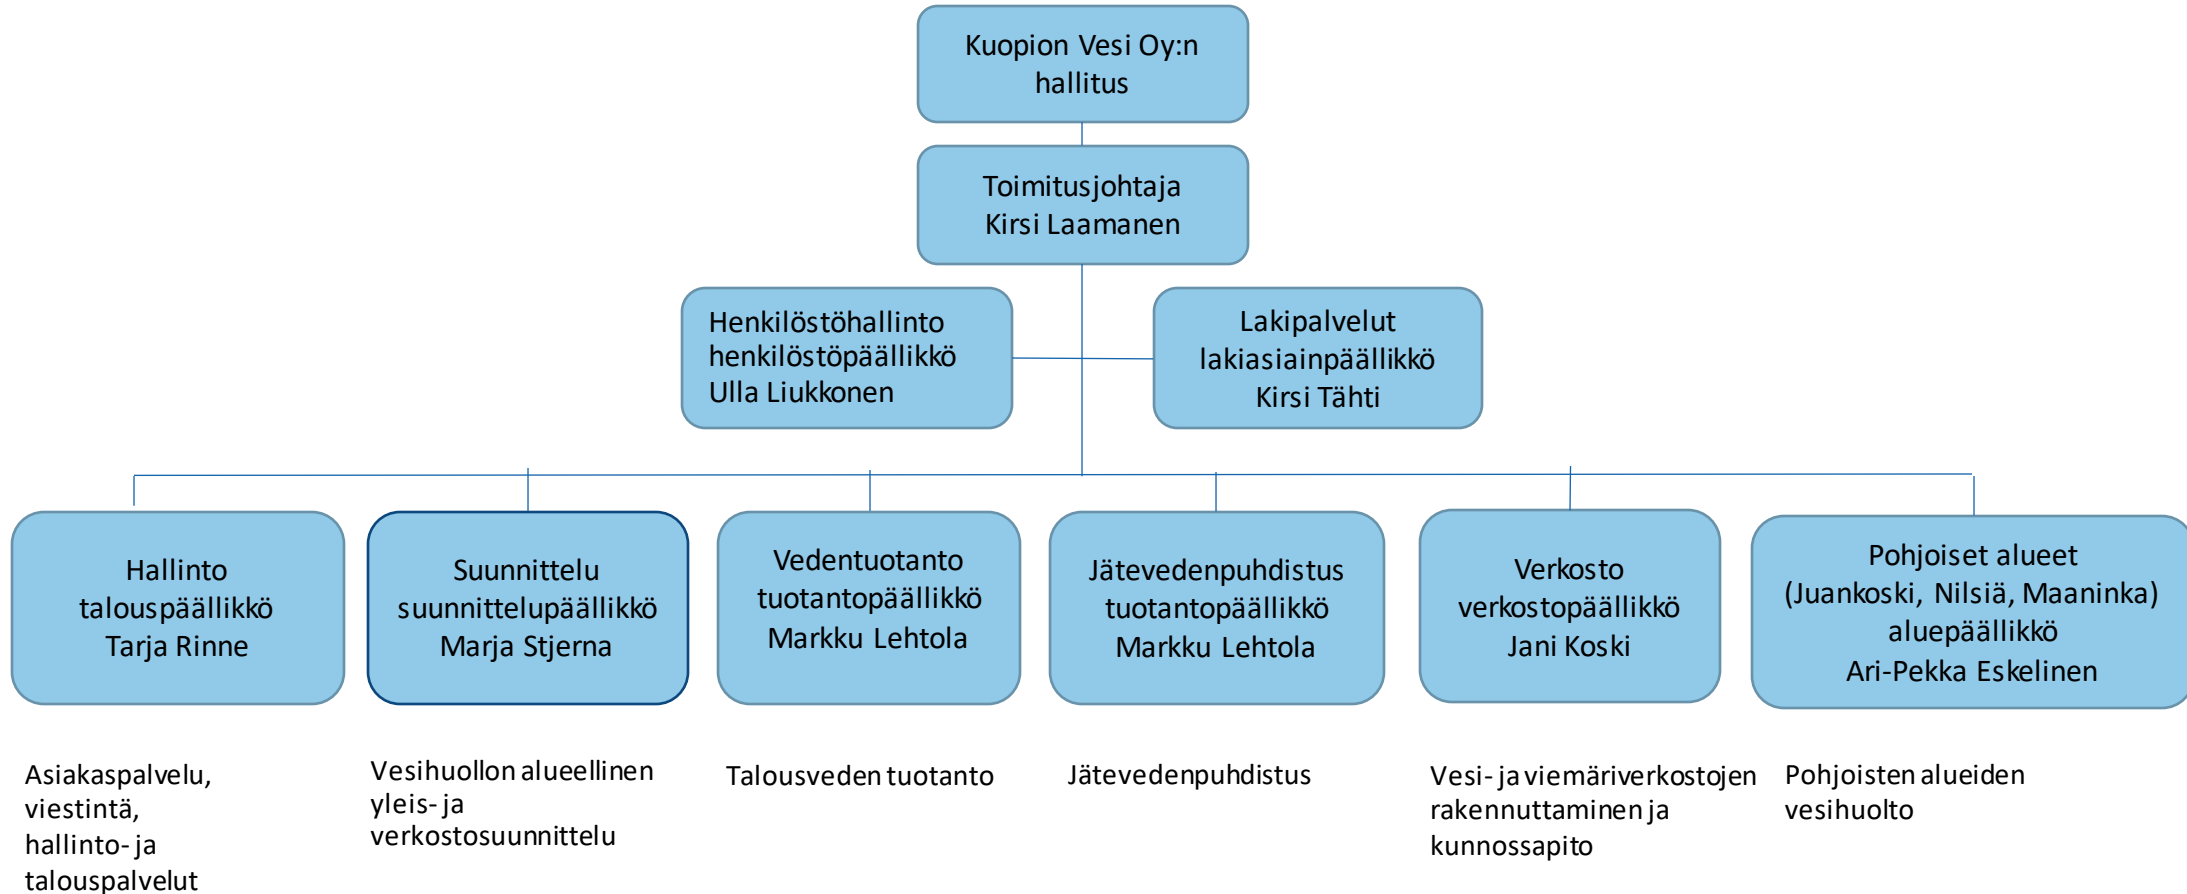 Kuopion Vesi Oy:n
hallitus
Toimitusjohtaja
Kirsi Laamanen
Henkilöstöhallinto
henkilöstöpäällikkö
Ulla Liukkonen
Lakipalvelut
lakiasiainpäällikkö
Kirsi Tähti
Hallinto
talouspäällikkö
Tarja Rinne
Suunnittelu
suunnittelupäällikkö
Marja Stjerna
Vedentuotanto
tuotantopäällikkö
Markku Lehtola
Jätevedenpuhdistus
tuotantopäällikkö
Markku Lehtola
Verkosto
verkostopäällikkö
Jani Koski
Pohjoiset alueet
(Juankoski, Nilsiä, Maaninka)
aluepäällikkö
Ari-Pekka Eskelinen
Asiakaspalvelu,
viestintä,
hallinto- ja
talouspalvelut
Vesihuollon alueellinen
yleis- ja
verkostosuunnittelu
Talousveden tuotanto
Jätevedenpuhdistus
Vesi- ja viemäriverkostojen
rakennuttaminen ja
kunnossapito
Pohjoisten alueiden
vesihuolto